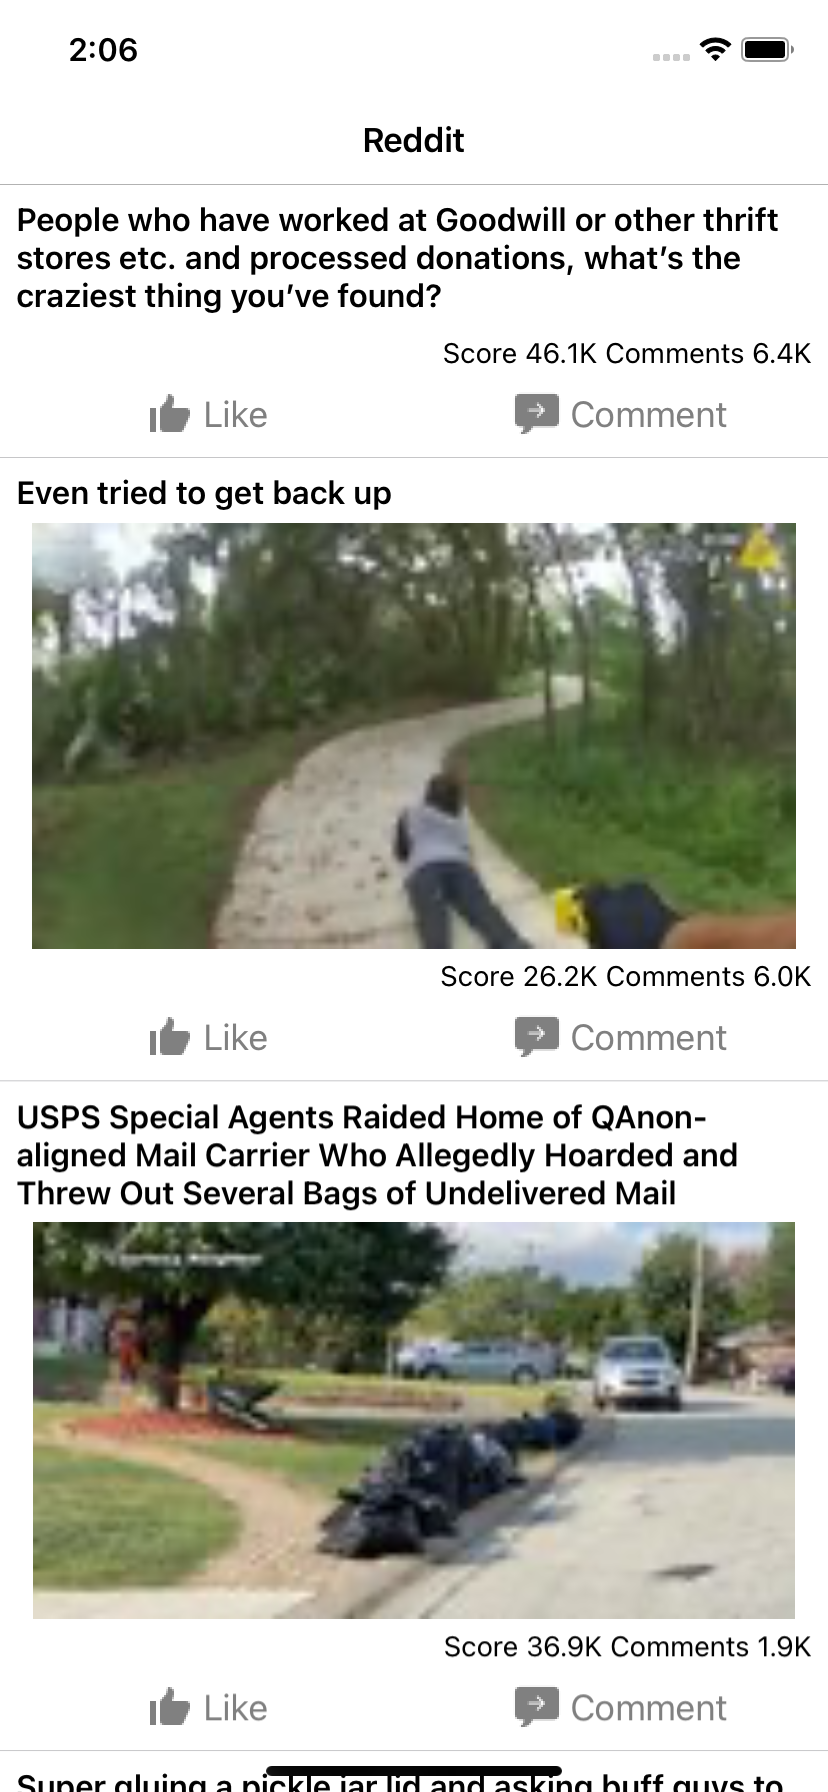 2:06
Reddit
People who have worked at Goodwill or other thrift
stores etc. and processed donations, what's the
craziest thing you've found?
Score 46.1K Comments 6.4K
Like
Comment
Even tried to get back up
Score 26.2K Comments 6.0K
Like
Comment
USPS Special Agents Raided Home of QAnon-
aligned Mail Carrier Who Allegedly Hoarded and
Threw Out Several Bags of Undelivered Mail
Score 36.9K Comments 1.9K
Like
Comment
Super gluing a pickle jar lid and asking buff guys to